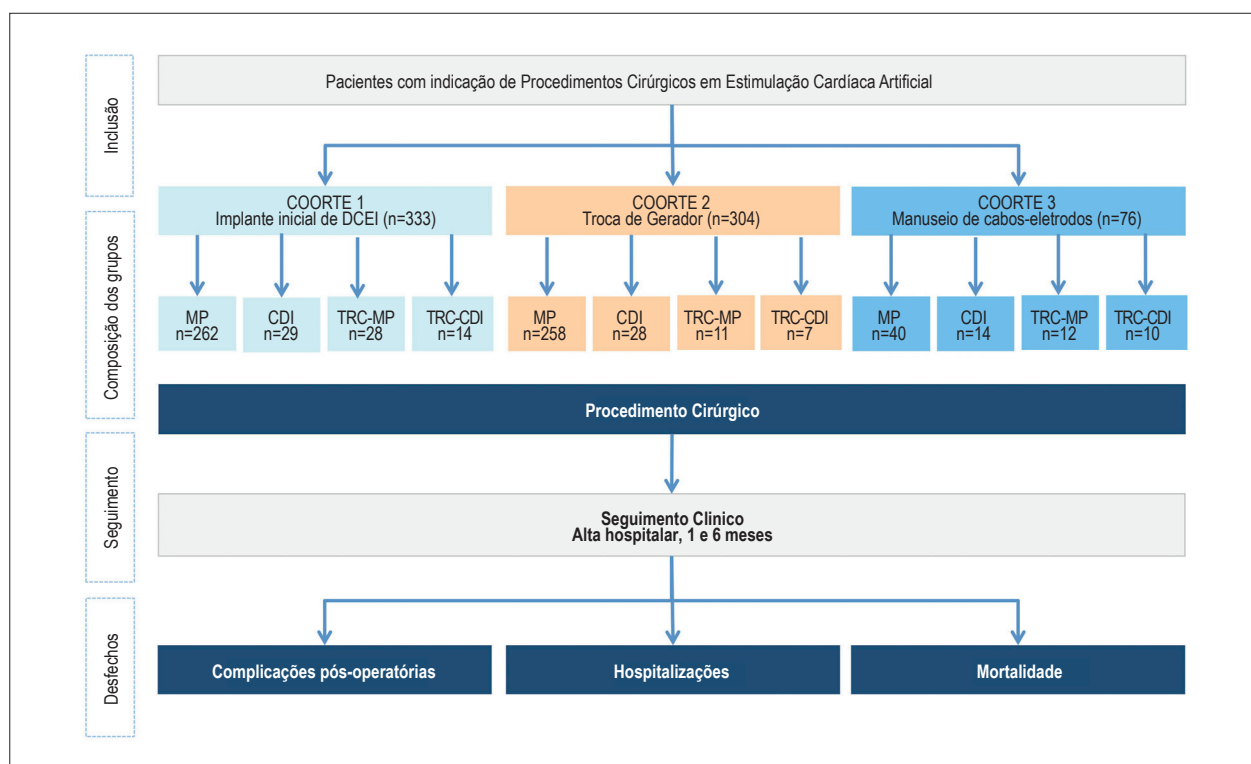 Inclusão
Pacientes com indicação de Procedimentos Cirúrgicos em Estimulação Cardíaca Artificial
Composição dos grupos
COORTE 1
Implante inicial de DCEI (n=333)
COORTE 2
Troca de Gerador (n=304)
COORTE 3
Manuseio de cabos-eletrodos (n=76)
MP
n=262
CDI
n=29
TRC-MP
n=28
TRC-CDI
n=14
MP
n=258
CDI
n=28
TRC-MP
n=11
TRC-CDI
n=7
MP
n=40
CDI
n=14
TRC-MP
n=12
TRC-CDI
n=10
Procedimento Cirúrgico
Seguimento
Seguimento Clinico
Alta hospitalar, 1 e 6 meses
Desfechos
Complicações pós-operatórias
Hospitalizações
Mortalidade